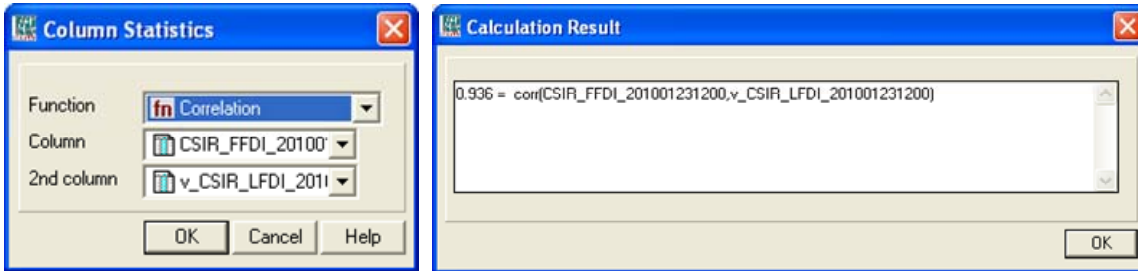 Column Statistics
Function
fn Correlation
Column
CSIR_FFDI_20100
2nd column
v_CSIR_LFDI_201
OK Cancel Help
Calculation Result
0.936 = corr(CSIR_FFDI_201001231200,v_CSIR_LFDI_201001231200)
OK